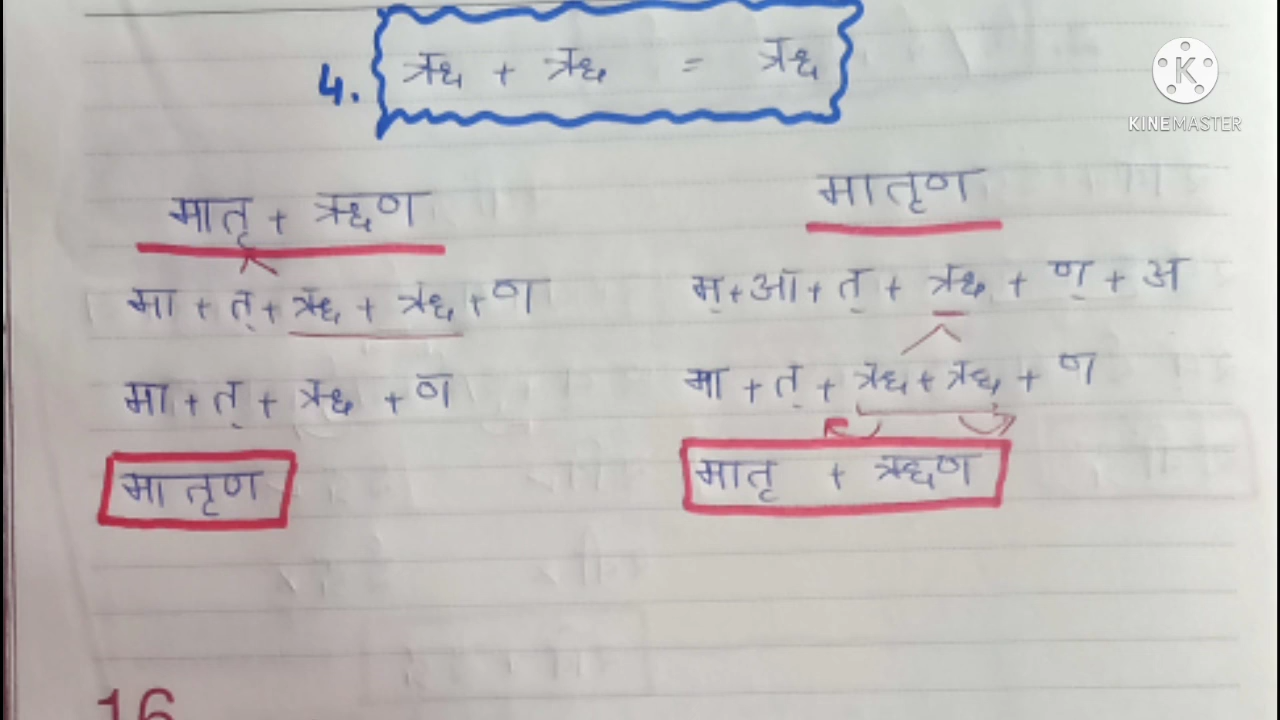 4. ऋ + ऋ = ऋ
KINEMASTER
मातृ + ऋण
मा + त् + ऋ + ऋ + ण
मा + त् + ऋ + ण
मातृण
मातृण
म् + आ + त् + ऋ + ण् + अ
मा + त् + ऋ + ऋ + ण
मातृ + ऋण
16